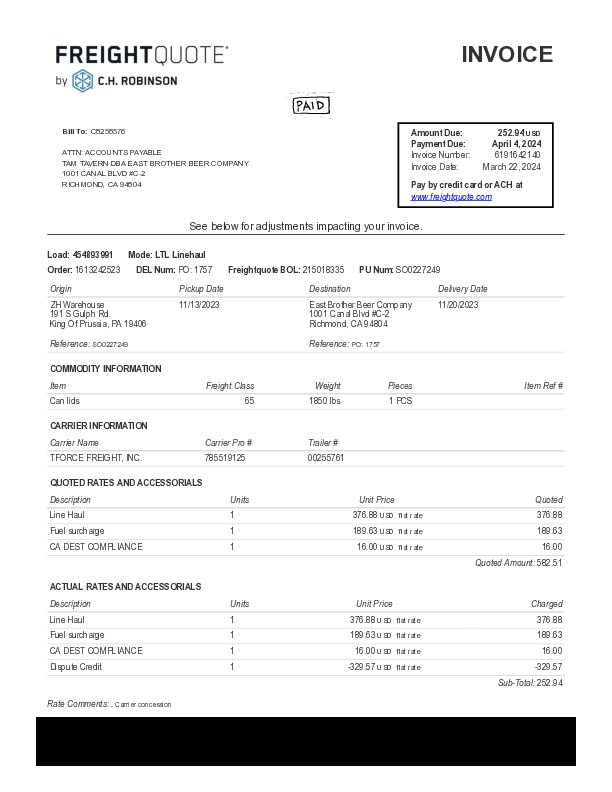 FREIGHTQUOTE®
INVOICE
by C.H. ROBINSON
PAID
Bill To: C8256576
ATTN: ACCOUNTS PAYABLE
TAM TAVERN DBA EAST BROTHER BEER COMPANY
1001 CANAL BLVD #C-2
RICHMOND, CA 94804
Amount Due: 252.94 USD
Payment Due: April 4, 2024
Invoice Number: 6191642140
Invoice Date: March 22, 2024
Pay by credit card or ACH at
www.freightquote.com
See below for adjustments impacting your invoice.
Load: 454893991 Mode: LTL Linehaul
Order: 1613242523 DEL Num: PO: 1757 Freightquote BOL: 215018335 PU Num: SO0227249
Origin Pickup Date Destination Delivery Date
ZH Warehouse 11/13/2023 East Brother Beer Company 11/20/2023
191 S Gulph Rd. 1001 Canal Blvd #C-2
King Of Prussia, PA 19406 Richmond, CA 94804
Reference: SO0227249 Reference: PO: 1757
COMMODITY INFORMATION
Item Freight Class Weight Pieces Item Ref #
Can lids 65 1850 lbs 1 PCS
CARRIER INFORMATION
Carrier Name Carrier Pro # Trailer #
TFORCE FREIGHT, INC. 785519125 00255761
QUOTED RATES AND ACCESSORIALS
Description Units Unit Price Quoted
Line Haul 1 376.88 USD flat rate 376.88
Fuel surcharge 1 189.63 USD flat rate 189.63
CA DEST COMPLIANCE 1 16.00 USD flat rate 16.00
Quoted Amount: 582.51
ACTUAL RATES AND ACCESSORIALS
Description Units Unit Price Charged
Line Haul 1 376.88 USD flat rate 376.88
Fuel surcharge 1 189.63 USD flat rate 189.63
CA DEST COMPLIANCE 1 16.00 USD flat rate 16.00
Dispute Credit 1 -329.57 USD flat rate -329.57
Sub-Total: 252.94
Rate Comments: . Carrier concession